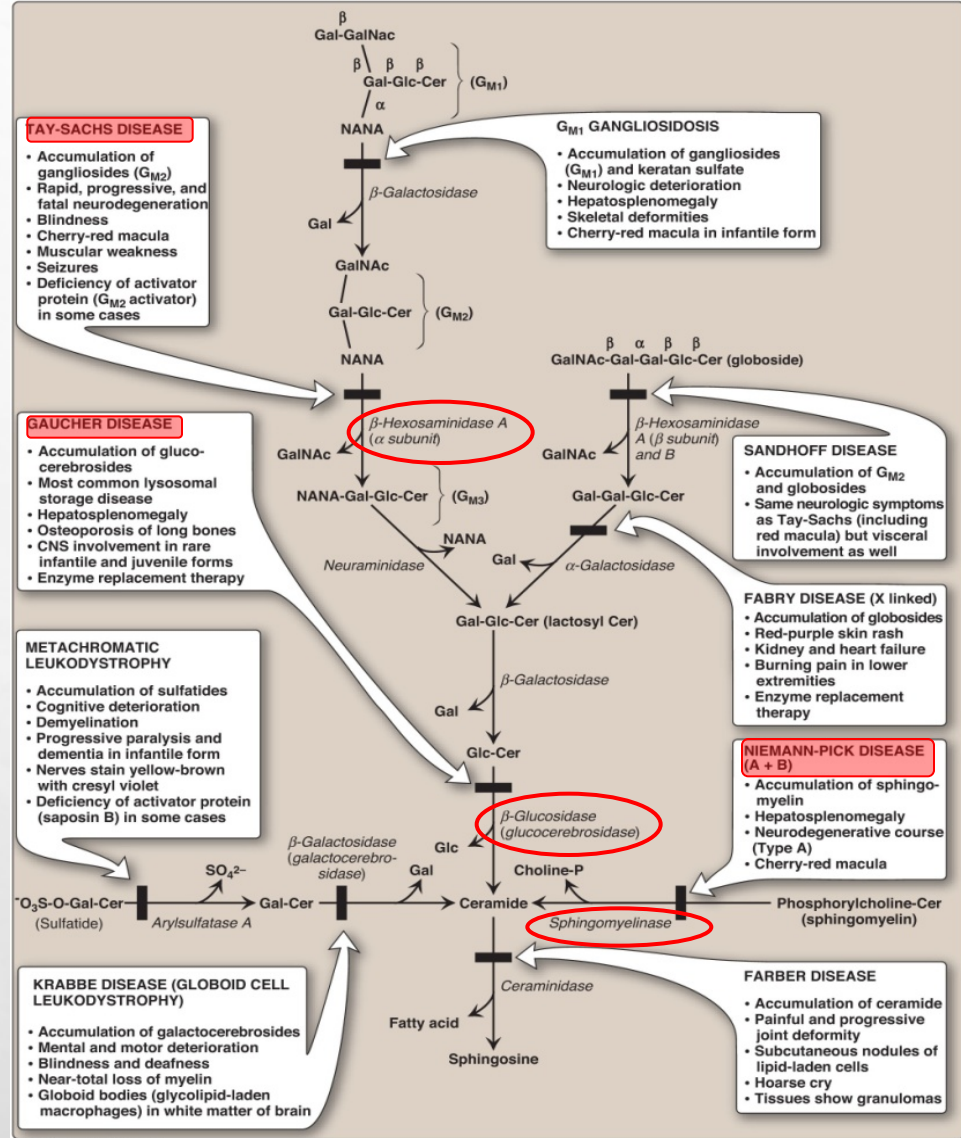 β
Gal-GalNac
β β β
Gal-Glc-Cer (GM1)
α
NANA
β-Galactosidase
Gal
GalNAc
Gal-Glc-Cer (GM2)
NANA
β-Hexosaminidase A
(α subunit)
GalNAc
NANA-Gal-Glc-Cer (GM3)
NANA
Neuraminidase
β α β β
GalNAc-Gal-Gal-Glc-Cer (globoside)
β-Hexosaminidase
A (β subunit)
and B
GalNAc
Gal-Gal-Glc-Cer
Gal
α-Galactosidase
Gal-Glc-Cer (lactosyl Cer)
β-Galactosidase
Gal
Glc-Cer
β-Glucosidase
(glucocerebrosidase)
Glc
Choline-P
Ceramide
Sphingomyelinase
Phosphorylcholine-Cer
(sphingomyelin)
β-Galactosidase
(galactocerebro-
sidase)
SO₄²⁻
Gal
⁻O₃S-O-Gal-Cer
(Sulfatide)
Arylsulfatase A
Gal-Cer
Ceraminidase
Fatty acid
Sphingosine
TAY-SACHS DISEASE
• Accumulation of
gangliosides (GM2)
• Rapid, progressive, and
fatal neurodegeneration
• Blindness
• Cherry-red macula
• Muscular weakness
• Seizures
• Deficiency of activator
protein (GM2 activator)
in some cases
GM1 GANGLIOSIDOSIS
• Accumulation of gangliosides
(GM1) and keratan sulfate
• Neurologic deterioration
• Hepatosplenomegaly
• Skeletal deformities
• Cherry-red macula in infantile form
GAUCHER DISEASE
• Accumulation of gluco-
cerebrosides
• Most common lysosomal
storage disease
• Hepatosplenomegaly
• Osteoporosis of long bones
• CNS involvement in rare
infantile and juvenile forms
• Enzyme replacement therapy
SANDHOFF DISEASE
• Accumulation of GM2
and globosides
• Same neurologic symptoms
as Tay-Sachs (including
red macula) but visceral
involvement as well
FABRY DISEASE (X linked)
• Accumulation of globosides
• Red-purple skin rash
• Kidney and heart failure
• Burning pain in lower
extremities
• Enzyme replacement
therapy
METACHROMATIC
LEUKODYSTROPHY
• Accumulation of sulfatides
• Cognitive deterioration
• Demyelination
• Progressive paralysis and
dementia in infantile form
• Nerves stain yellow-brown
with cresyl violet
• Deficiency of activator protein
(saposin B) in some cases
NIEMANN-PICK DISEASE
(A + B)
• Accumulation of sphingo-
myelin
• Hepatosplenomegaly
• Neurodegenerative course
(Type A)
• Cherry-red macula
KRABBE DISEASE (GLOBOID CELL
LEUKODYSTROPHY)
• Accumulation of galactocerebrosides
• Mental and motor deterioration
• Blindness and deafness
• Near-total loss of myelin
• Globoid bodies (glycolipid-laden
macrophages) in white matter of brain
FARBER DISEASE
• Accumulation of ceramide
• Painful and progressive
joint deformity
• Subcutaneous nodules of
lipid-laden cells
• Hoarse cry
• Tissues show granulomas